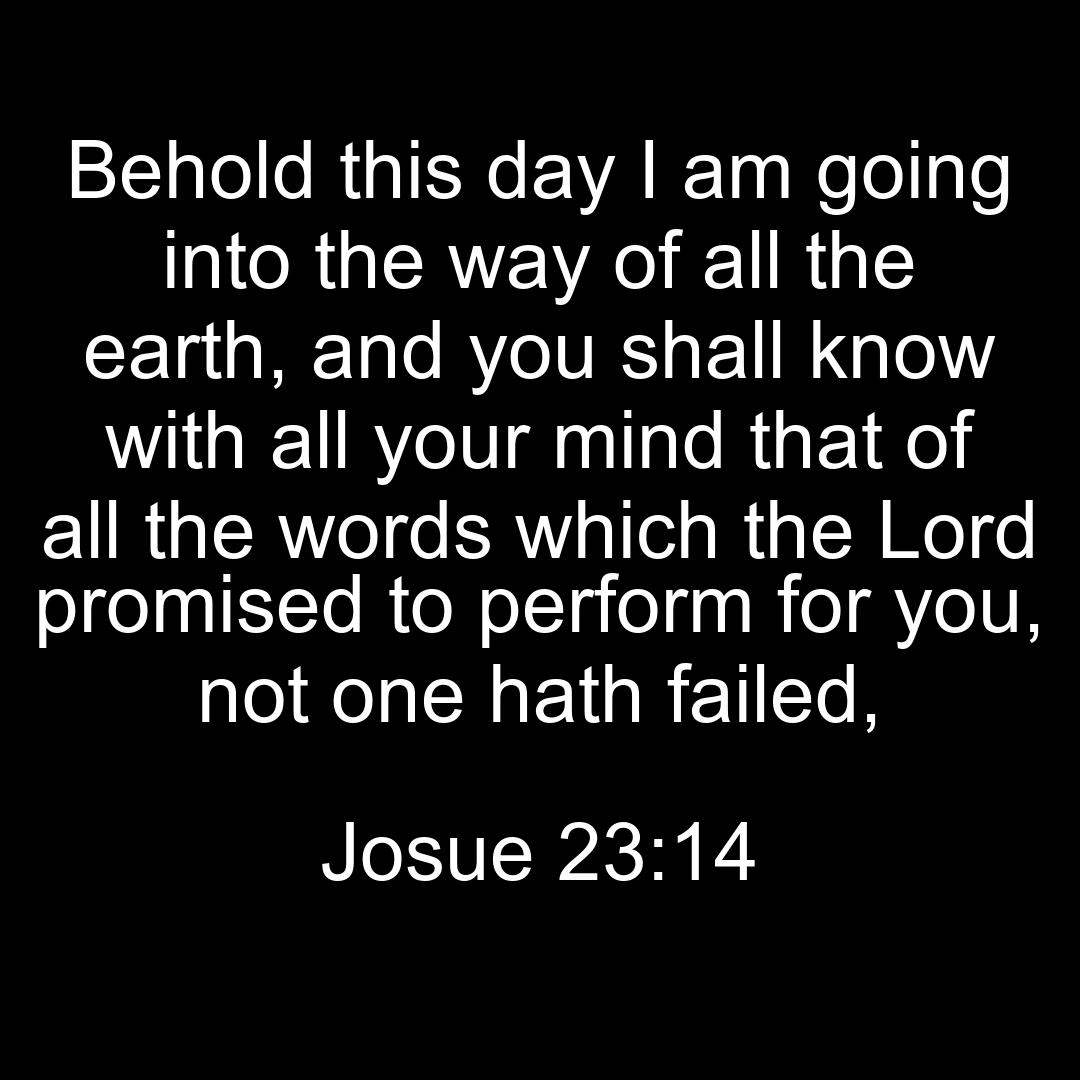 Behold this day I am going
into the way of all the
earth, and you shall know
with all your mind that of
all the words which the Lord
promised to perform for you,
not one hath failed,
Josue 23:14